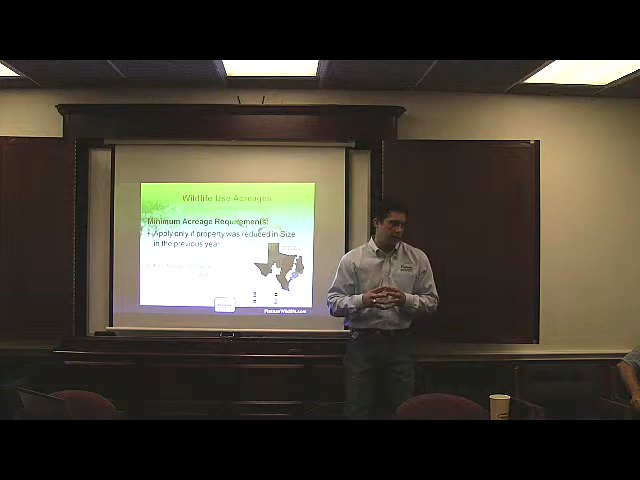 Wildlife Use Acreages
Minimum Acreage Requirements:
• Apply only if property was reduced in Size
in the previous year
PlateauWildlife.com